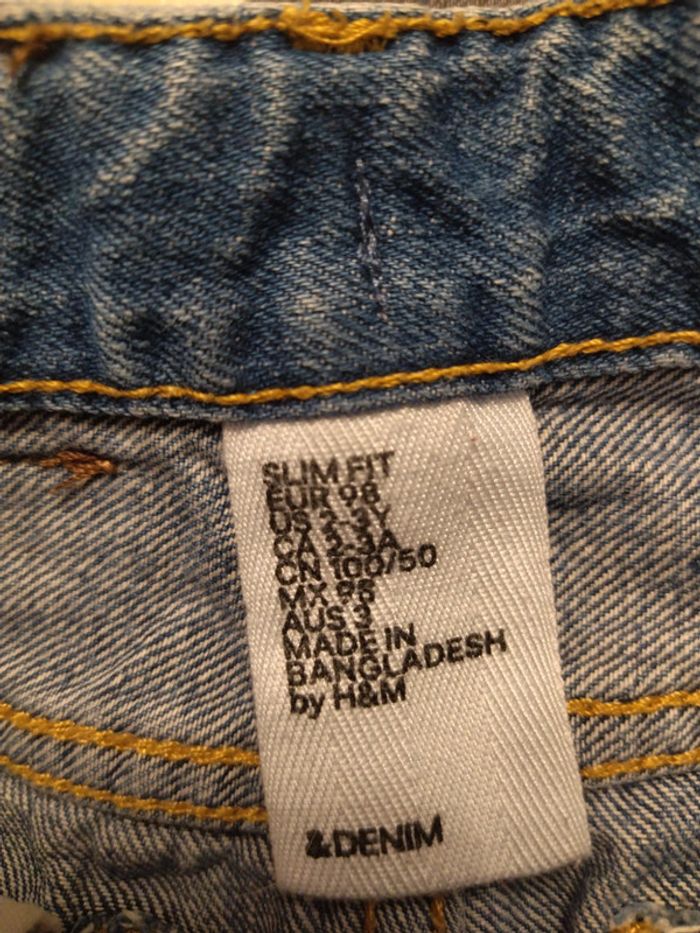 SLIM FIT
EUR 98
US 2-3Y
CA 2-3A
CN 100/50
MX 98
AUS 3
MADE IN
BANGLADESH
by H&M
&DENIM